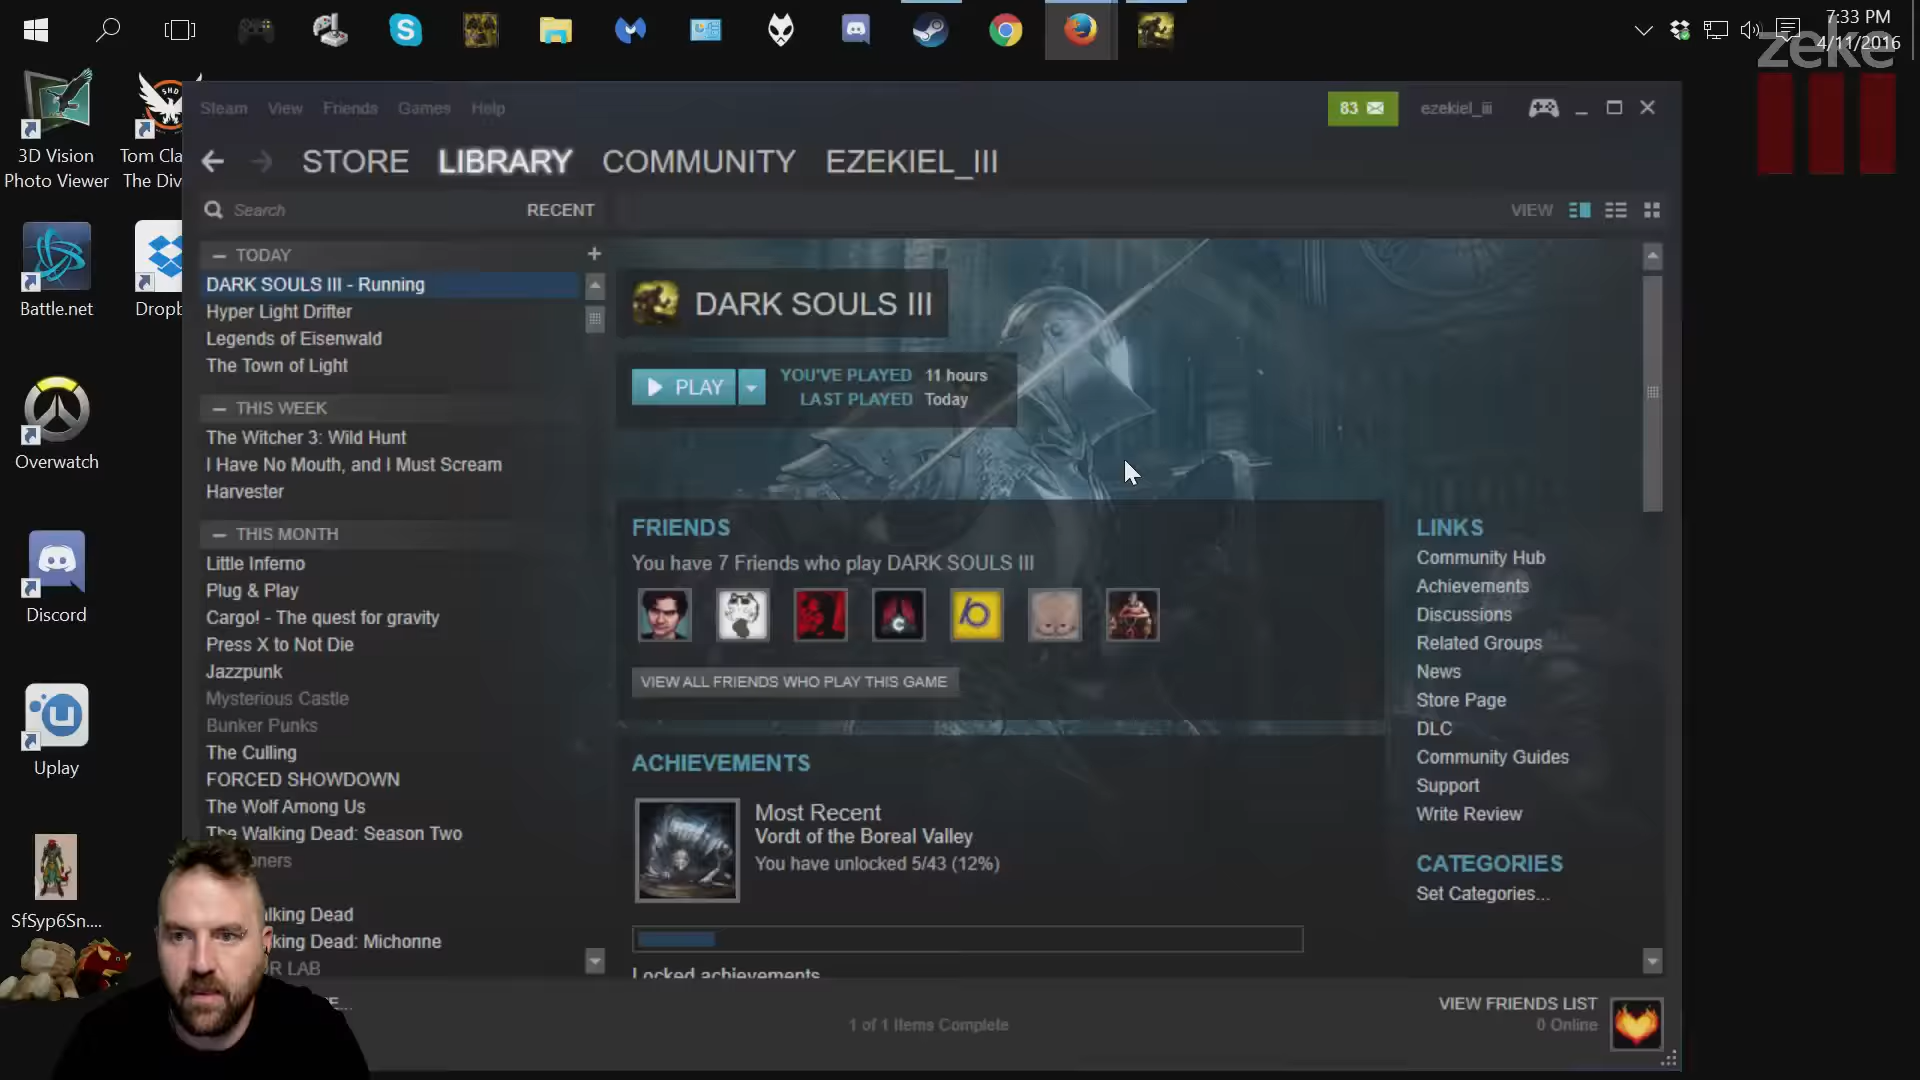 7:33 PM
4/11/2016
zeke
3D Vision
Photo Viewer
Tom Cla
The Div
Battle.net
Dropb
Overwatch
Discord
Uplay
SfSyp6Sn....
Steam View Friends Games Help
83
ezekiel_iii
STORE LIBRARY COMMUNITY EZEKIEL_III
Search
RECENT
VIEW
— TODAY +
DARK SOULS III - Running
Hyper Light Drifter
Legends of Eisenwald
The Town of Light
— THIS WEEK
The Witcher 3: Wild Hunt
I Have No Mouth, and I Must Scream
Harvester
— THIS MONTH
Little Inferno
Plug & Play
Cargo! - The quest for gravity
Press X to Not Die
Jazzpunk
Mysterious Castle
Bunker Punks
The Culling
FORCED SHOWDOWN
The Wolf Among Us
The Walking Dead: Season Two
oners
lking Dead
king Dead: Michonne
R LAB
E...
DARK SOULS III
PLAY
YOU'VE PLAYED 11 hours
LAST PLAYED Today
FRIENDS
You have 7 Friends who play DARK SOULS III
VIEW ALL FRIENDS WHO PLAY THIS GAME
ACHIEVEMENTS
Most Recent
Vordt of the Boreal Valley
You have unlocked 5/43 (12%)
Locked achievements
LINKS
Community Hub
Achievements
Discussions
Related Groups
News
Store Page
DLC
Community Guides
Support
Write Review
CATEGORIES
Set Categories...
1 of 1 Items Complete
VIEW FRIENDS LIST
0 Online